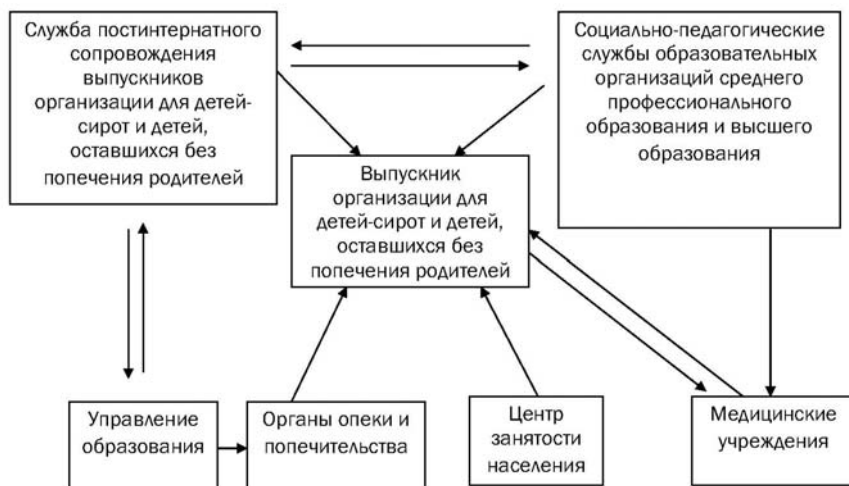 Служба постинтернатного
сопровождения
выпускников
организации для детей-
сирот и детей,
оставшихся без
попечения родителей
Социально-педагогические
службы образовательных
организаций среднего
профессионального
образования и высшего
образования
Выпускник
организации для
детей-сирот и детей,
оставшихся без
попечения родителей
Управление
образования
Органы опеки и
попечительства
Центр
занятости
населения
Медицинские
учреждения